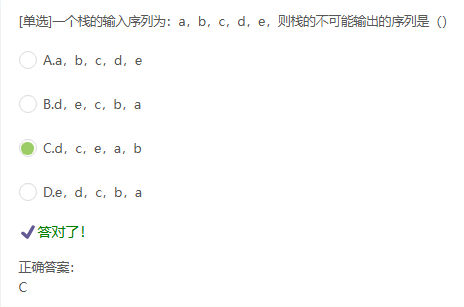 [单选]一个栈的输入序列为：a，b，c，d，e，则栈的不可能输出的序列是（）
A.a，b，c，d，e
B.d，e，c，b，a
C.d，c，e，a，b
D.e，d，c，b，a
答对了！
正确答案：
C